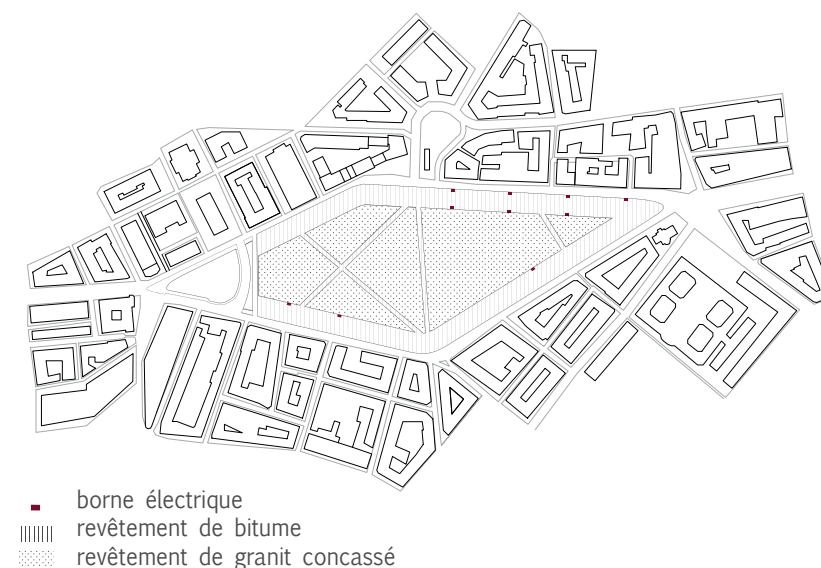 borne électrique
revêtement de bitume
revêtement de granit concassé